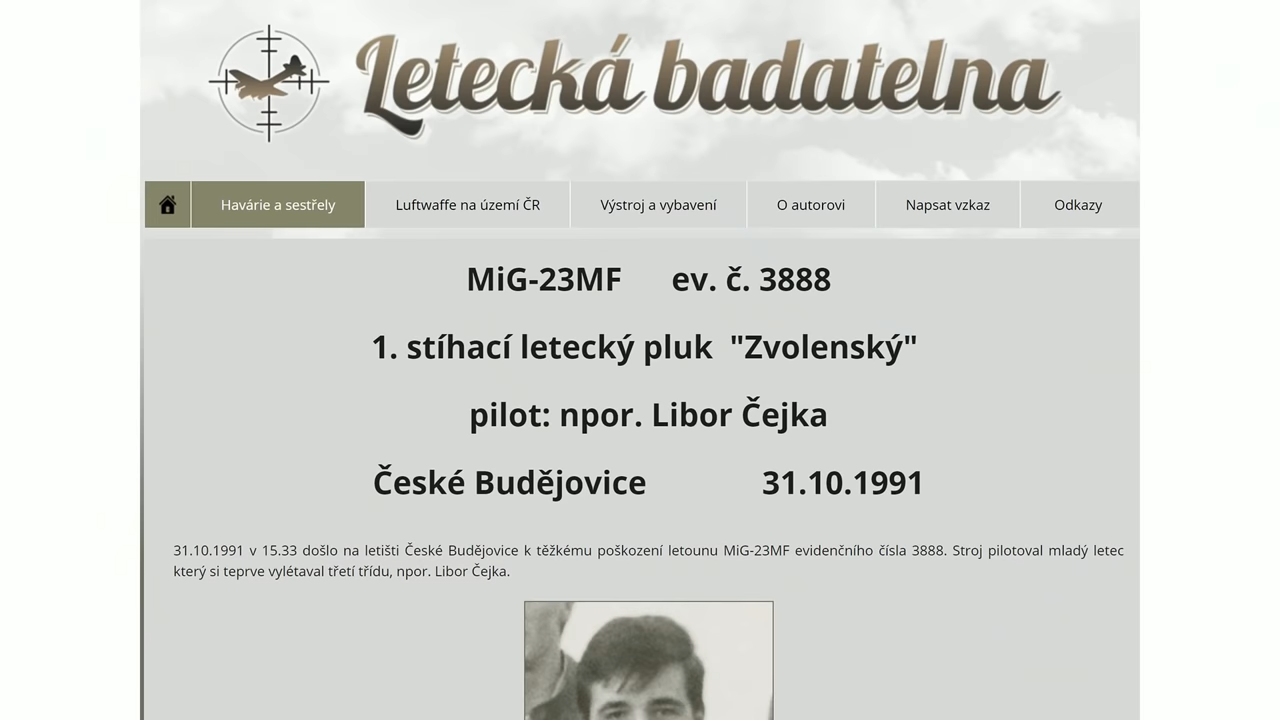 Letecká badatelna
Havárie a sestřely
Luftwaffe na území ČR
Výstroj a vybavení
O autorovi
Napsat vzkaz
Odkazy
MiG-23MF ev. č. 3888
1. stíhací letecký pluk "Zvolenský"
pilot: npor. Libor Čejka
České Budějovice 31.10.1991
31.10.1991 v 15.33 došlo na letišti České Budějovice k těžkému poškození letounu MiG-23MF evidenčního čísla 3888. Stroj pilotoval mladý letec
který si teprve vylétaval třetí třídu, npor. Libor Čejka.